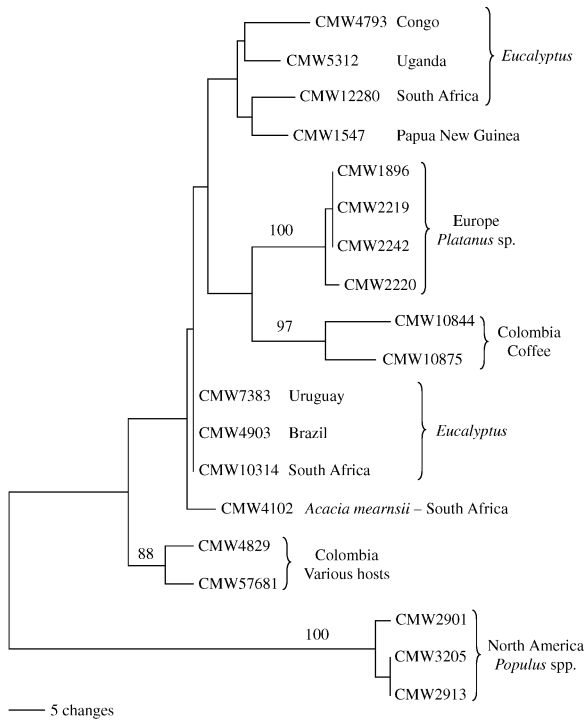 CMW4793 Congo
CMW5312 Uganda
Eucalyptus
CMW12280 South Africa
CMW1547 Papua New Guinea
CMW1896
CMW2219
Europe
100
Platanus sp.
CMW2242
CMW2220
CMW10844
97
Colombia
Coffee
CMW10875
CMW7383 Uruguay
CMW4903 Brazil
Eucalyptus
CMW10314 South Africa
CMW4102 Acacia mearnsii – South Africa
CMW4829
88
Colombia
Various hosts
CMW57681
CMW2901
100
North America
CMW3205
Populus spp.
CMW2913
5 changes